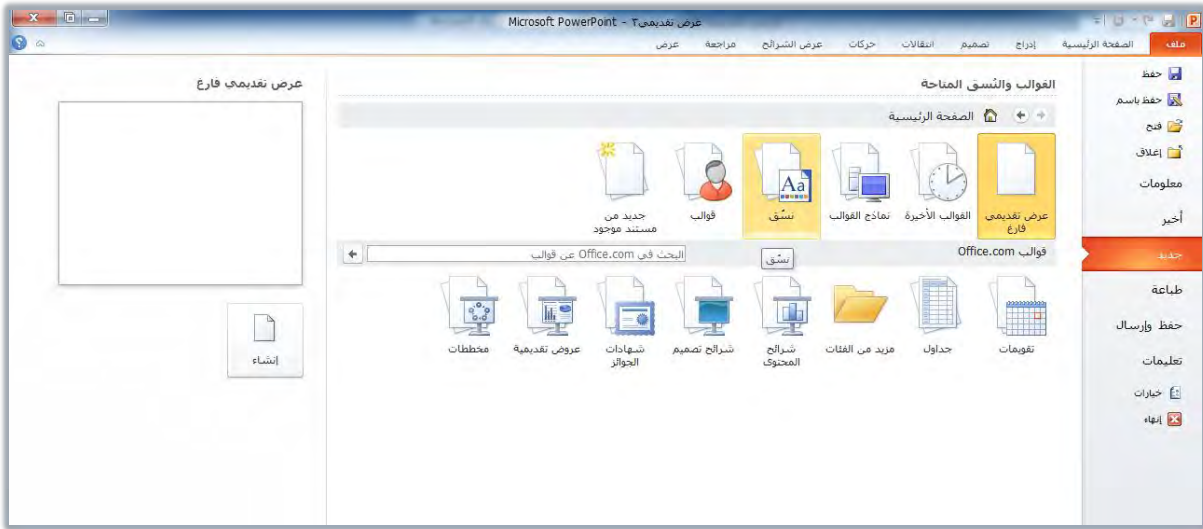 عرض تقديمي٢ - Microsoft PowerPoint
ملف
الصفحة الرئيسية
إدراج
تصميم
انتقالات
حركات
عرض الشرائح
مراجعة
عرض
حفظ
حفظ باسم
فتح
إغلاق
معلومات
أخير
جديد
طباعة
حفظ وإرسال
تعليمات
خيارات
إنهاء
القوالب والنُسق المتاحة
الصفحة الرئيسية
عرض تقديمي
فارغ
القوالب الأخيرة
نماذج القوالب
نسُق
قوالب
جديد من
مستند موجود
قوالب Office.com
نسُق
البحث في Office.com عن قوالب
تقويمات
جداول
مزيد من الفئات
شرائح
المحتوى
شرائح تصميم
شهادات
الجوائز
عروض تقديمية
مخططات
عرض تقديمي فارغ
إنشاء